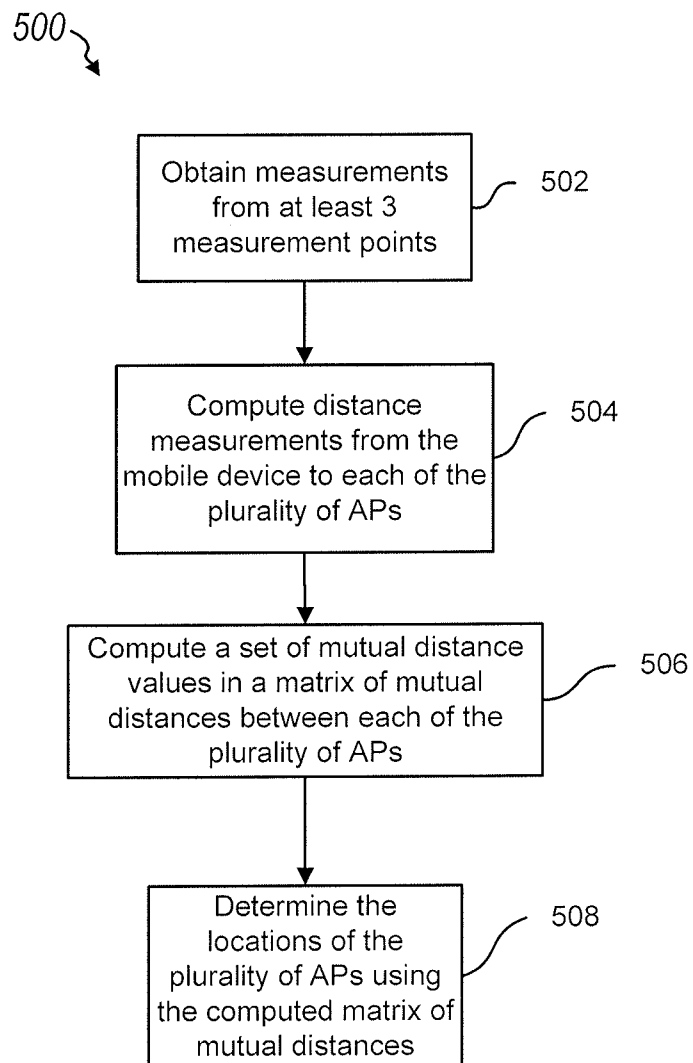 500
Obtain measurements
from at least 3
measurement points
502
Compute distance
measurements from the
mobile device to each of the
plurality of APs
504
Compute a set of mutual distance
values in a matrix of mutual
distances between each of the
plurality of APs
506
Determine the
locations of the
plurality of APs using
the computed matrix of
mutual distances
508